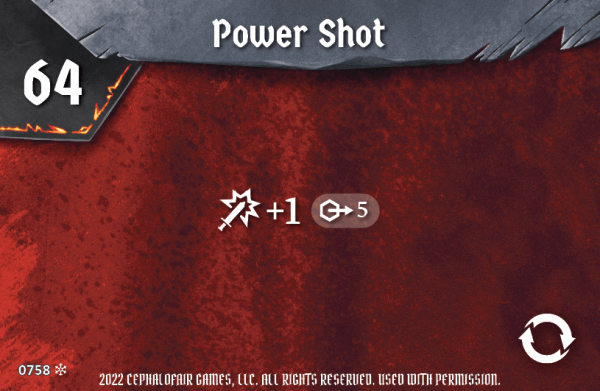 Power Shot
64
+1 5
0758
2022 CEPHALOFAIR GAMES, LLC. ALL RIGHTS RESERVED. USED WITH PERMISSION.